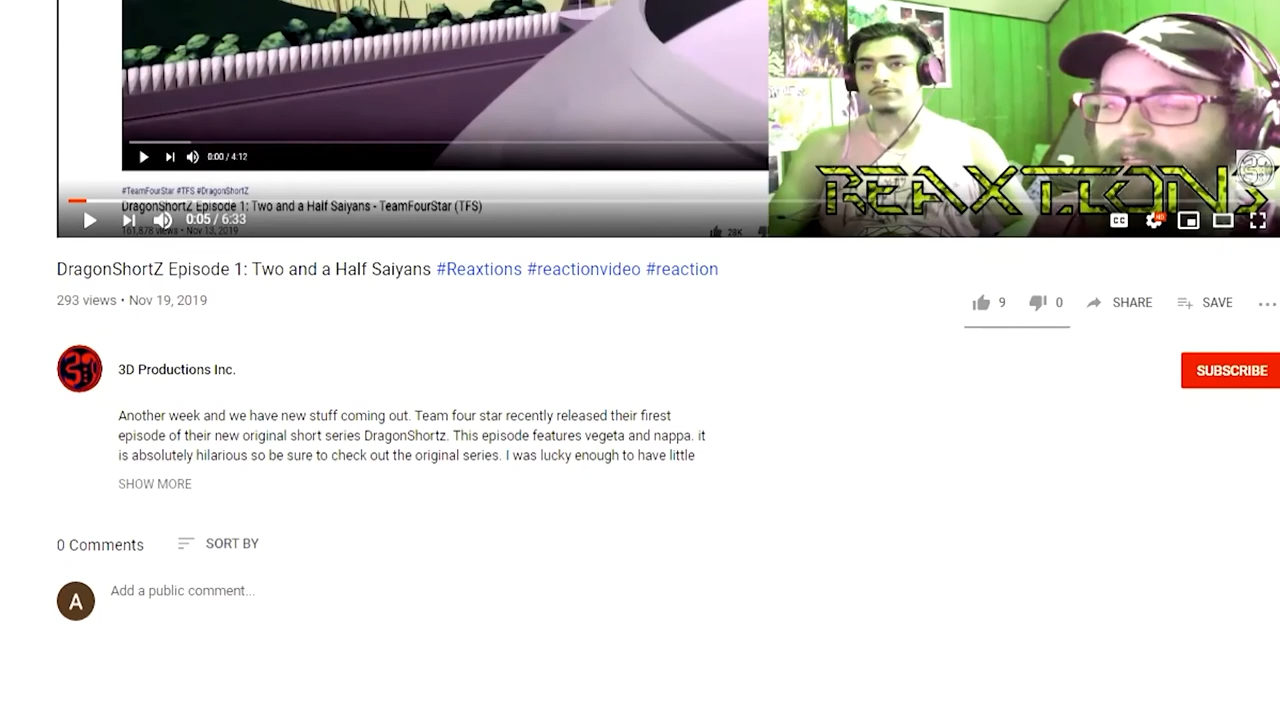 0:00 / 4:12
#TeamFourStar #TFS #DragonShortZ
DragonShortZ Episode 1: Two and a Half Saiyans - TeamFourStar (TFS)
161,878 views • Nov 13, 2019
28K
REAXTIONS
0:05 / 6:33
CC
HD
DragonShortZ Episode 1: Two and a Half Saiyans #Reaxtions #reactionvideo #reaction
293 views • Nov 19, 2019
9 0 SHARE SAVE
3D Productions Inc.
SUBSCRIBE
Another week and we have new stuff coming out. Team four star recently released their firest
episode of their new original short series DragonShortz. This episode features vegeta and nappa. it
is absolutely hilarious so be sure to check out the original series. I was lucky enough to have little
SHOW MORE
0 Comments SORT BY
A
Add a public comment...